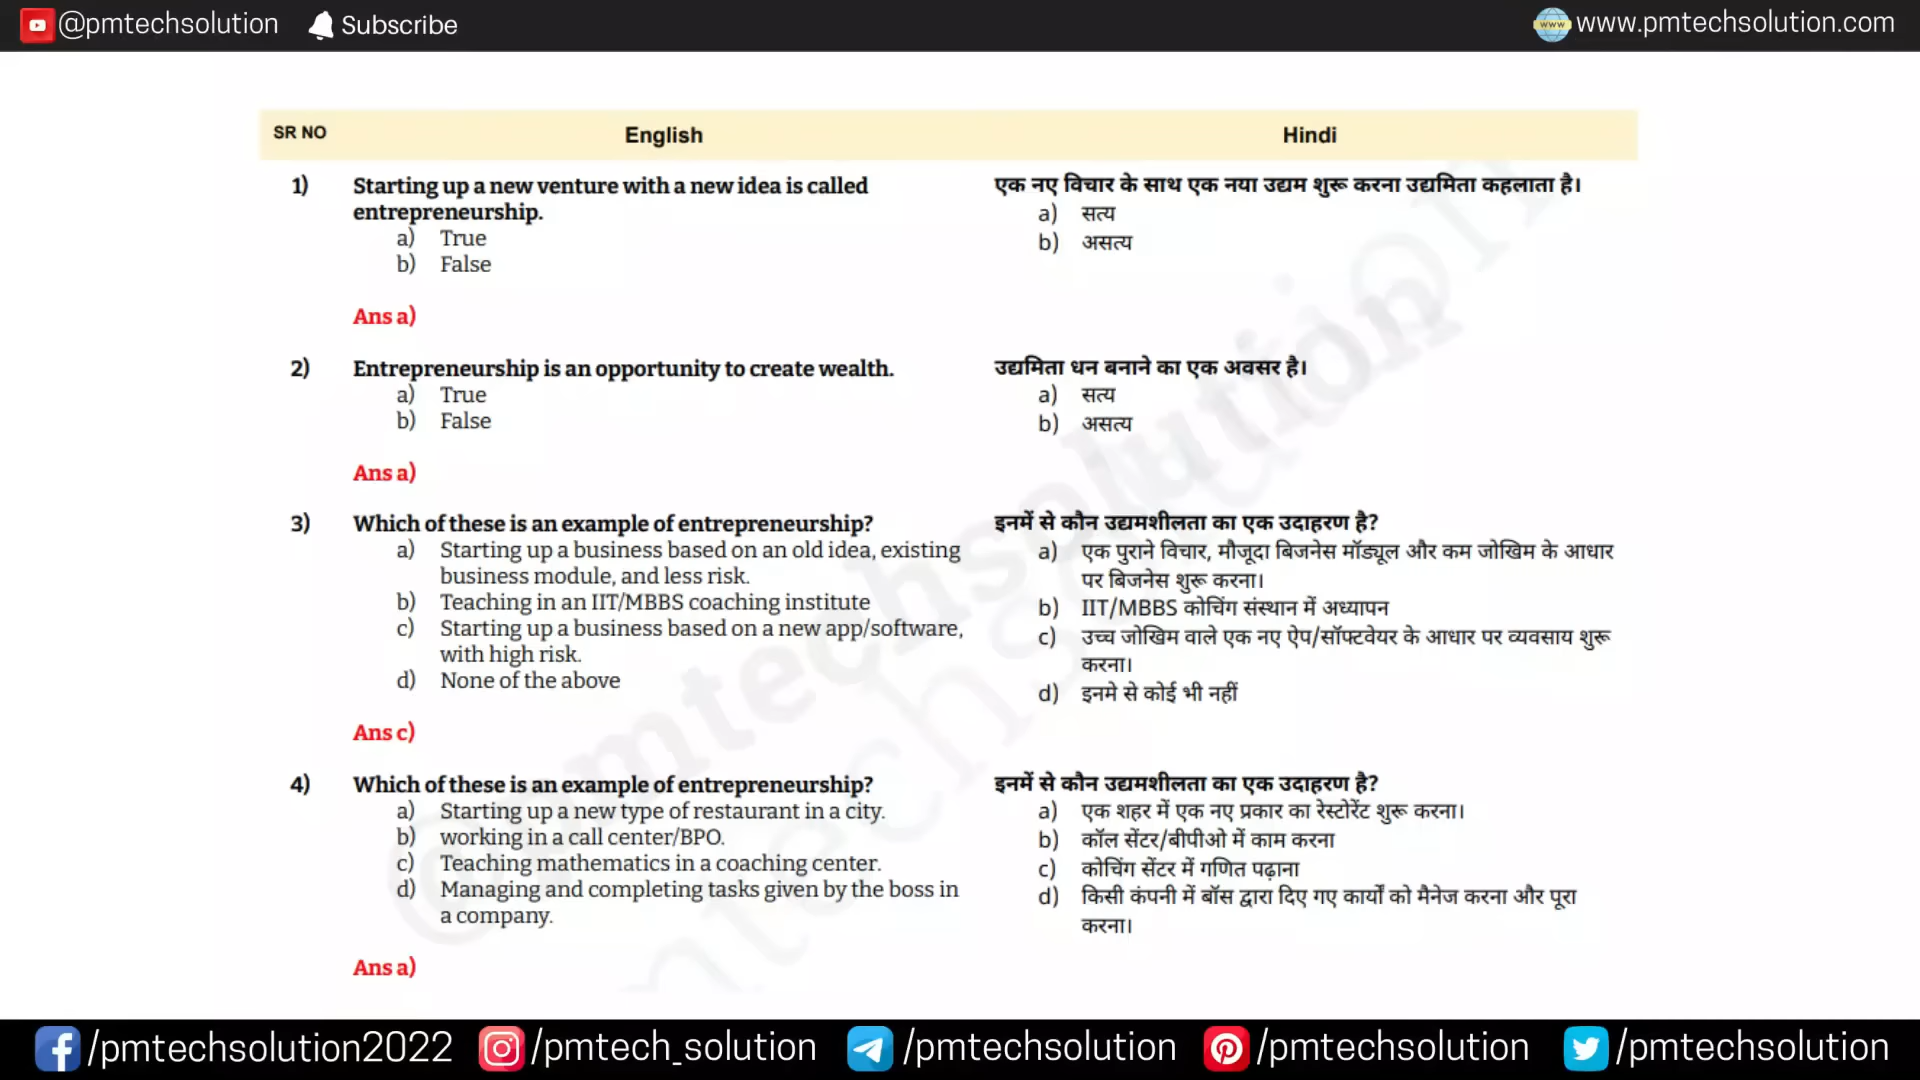 @pmtechsolution Subscribe www.pmtechsolution.com
SR NO English Hindi
1) Starting up a new venture with a new idea is called
entrepreneurship.
a) True
b) False
Ans a)
एक नए विचार के साथ एक नया उद्यम शुरू करना उद्यमिता कहलाता है।
a) सत्य
b) असत्य
2) Entrepreneurship is an opportunity to create wealth.
a) True
b) False
Ans a)
उद्यमिता धन बनाने का एक अवसर है।
a) सत्य
b) असत्य
3) Which of these is an example of entrepreneurship?
a) Starting up a business based on an old idea, existing
business module, and less risk.
b) Teaching in an IIT/MBBS coaching institute
c) Starting up a business based on a new app/software,
with high risk.
d) None of the above
Ans c)
इनमें से कौन उद्यमशीलता का एक उदाहरण है?
a) एक पुराने विचार, मौजूदा बिजनेस मॉड्यूल और कम जोखिम के आधार
पर बिजनेस शुरू करना।
b) IIT/MBBS कोचिंग संस्थान में अध्यापन
c) उच्च जोखिम वाले एक नए ऐप/सॉफ्टवेयर के आधार पर व्यवसाय शुरू
करना।
d) इनमे से कोई भी नहीं
4) Which of these is an example of entrepreneurship?
a) Starting up a new type of restaurant in a city.
b) working in a call center/BPO.
c) Teaching mathematics in a coaching center.
d) Managing and completing tasks given by the boss in
a company.
Ans a)
इनमें से कौन उद्यमशीलता का एक उदाहरण है?
a) एक शहर में एक नए प्रकार का रेस्टोरेंट शुरू करना।
b) कॉल सेंटर/बीपीओ में काम करना
c) कोचिंग सेंटर में गणित पढ़ाना
d) किसी कंपनी में बॉस द्वारा दिए गए कार्यों को मैनेज करना और पूरा
करना।
@pmtechsolution
/pmtechsolution2022 /pmtech_solution /pmtechsolution /pmtechsolution /pmtechsolution